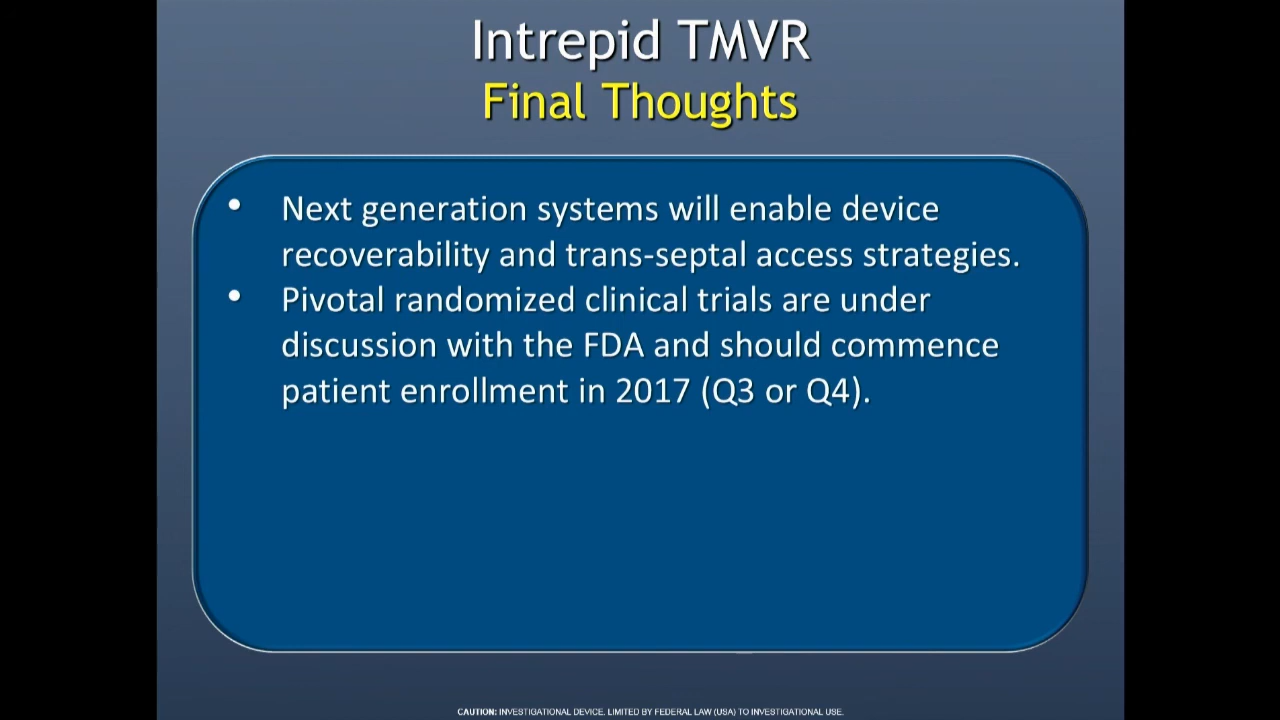 Intrepid TMVR
Final Thoughts
• Next generation systems will enable device
recoverability and trans-septal access strategies.
• Pivotal randomized clinical trials are under
discussion with the FDA and should commence
patient enrollment in 2017 (Q3 or Q4).
CAUTION: INVESTIGATIONAL DEVICE. LIMITED BY FEDERAL LAW (USA) TO INVESTIGATIONAL USE.